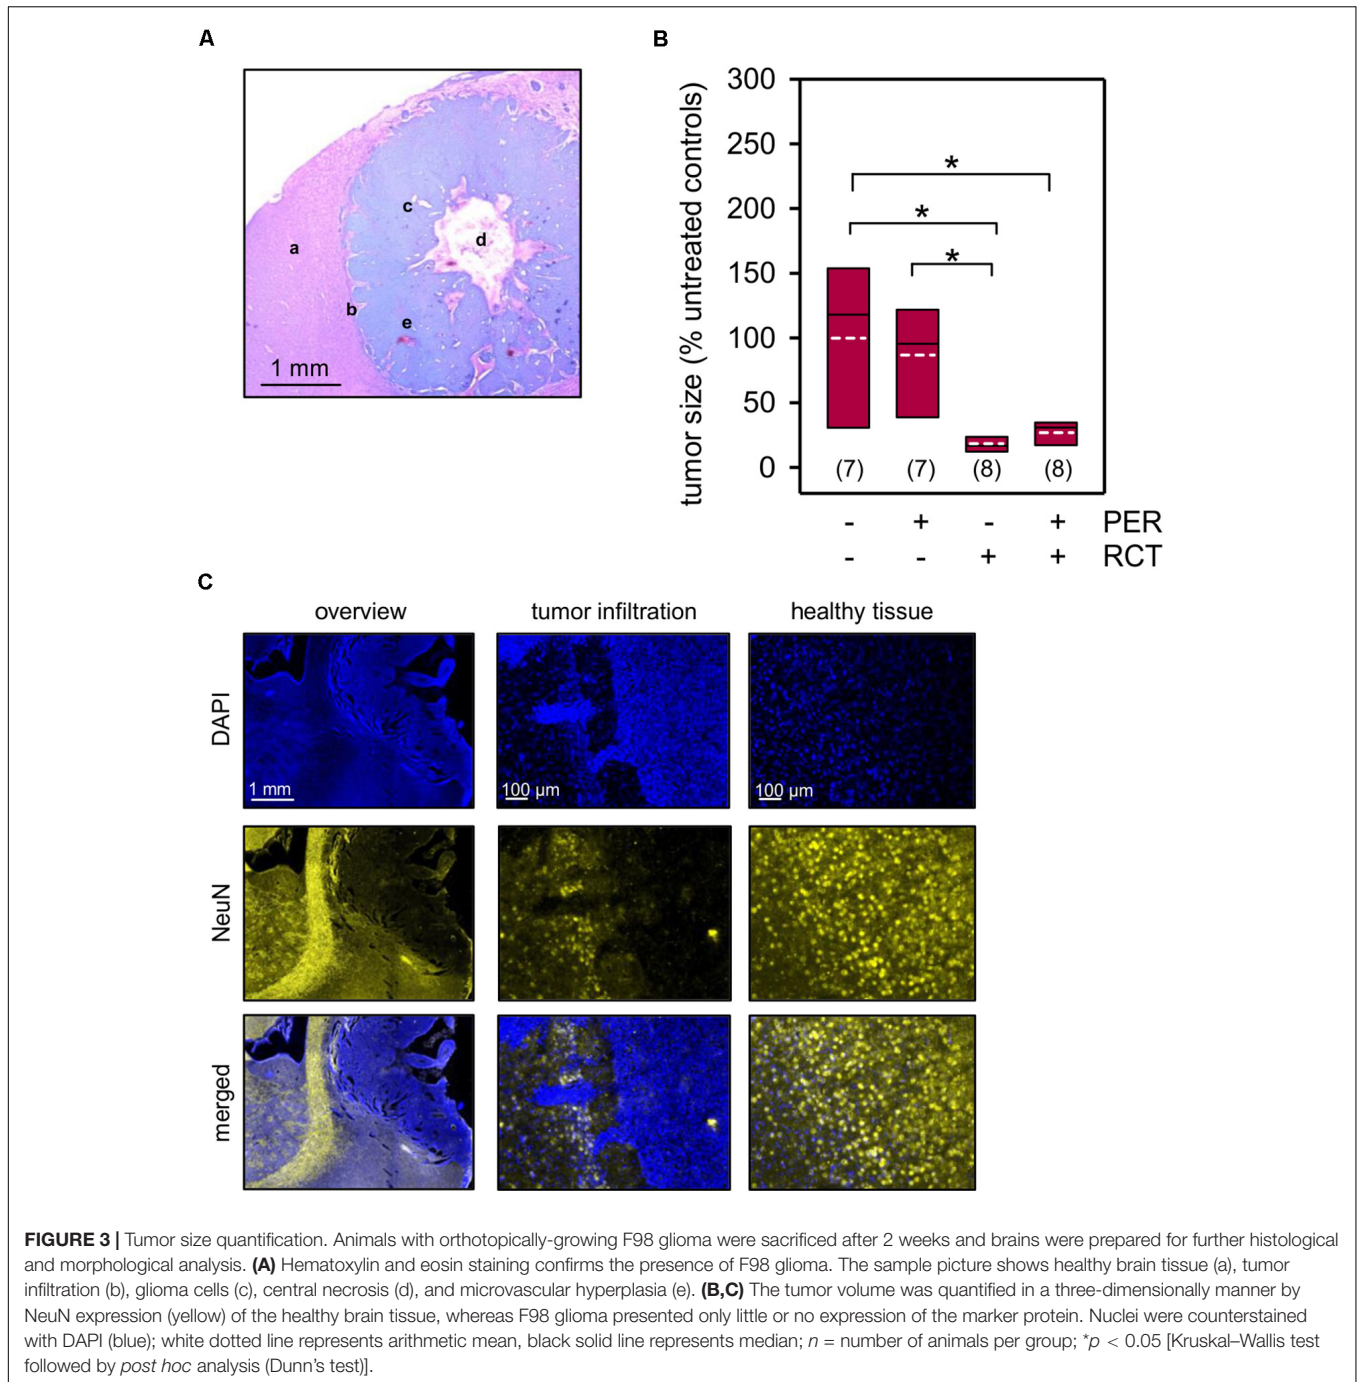 A
a
b
c
d
e
1 mm
B
tumor size (% untreated controls)
300
250
200
150
100
50
0
*
*
*
(7) (7) (8) (8)
- + - + PER
- - + + RCT
C
overview tumor infiltration healthy tissue
DAPI
1 mm 100 µm 100 µm
NeuN
merged
FIGURE 3 | Tumor size quantification. Animals with orthotopically-growing F98 glioma were sacrificed after 2 weeks and brains were prepared for further histological
and morphological analysis. (A) Hematoxylin and eosin staining confirms the presence of F98 glioma. The sample picture shows healthy brain tissue (a), tumor
infiltration (b), glioma cells (c), central necrosis (d), and microvascular hyperplasia (e). (B,C) The tumor volume was quantified in a three-dimensionally manner by
NeuN expression (yellow) of the healthy brain tissue, whereas F98 glioma presented only little or no expression of the marker protein. Nuclei were counterstained
with DAPI (blue); white dotted line represents arithmetic mean, black solid line represents median; n = number of animals per group; *p < 0.05 [Kruskal–Wallis test
followed by post hoc analysis (Dunn's test)].